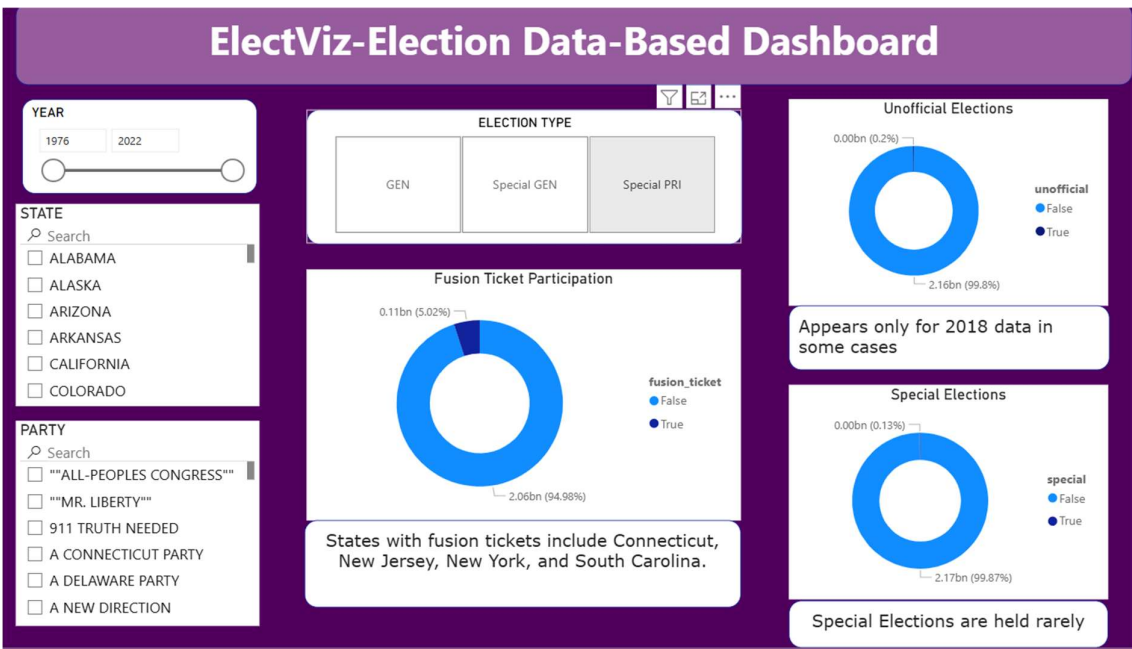 ElectViz-Election Data-Based Dashboard
YEAR
1976 2022
STATE
Search
ALABAMA
ALASKA
ARIZONA
ARKANSAS
CALIFORNIA
COLORADO
PARTY
Search
""ALL-PEOPLES CONGRESS""
""MR. LIBERTY""
911 TRUTH NEEDED
A CONNECTICUT PARTY
A DELAWARE PARTY
A NEW DIRECTION
ELECTION TYPE
GEN Special GEN Special PRI
Fusion Ticket Participation
0.11bn (5.02%)
fusion_ticket
False
True
2.06bn (94.98%)
States with fusion tickets include Connecticut,
New Jersey, New York, and South Carolina.
Unofficial Elections
0.00bn (0.2%)
unofficial
False
True
2.16bn (99.8%)
Appears only for 2018 data in
some cases
Special Elections
0.00bn (0.13%)
special
False
True
2.17bn (99.87%)
Special Elections are held rarely